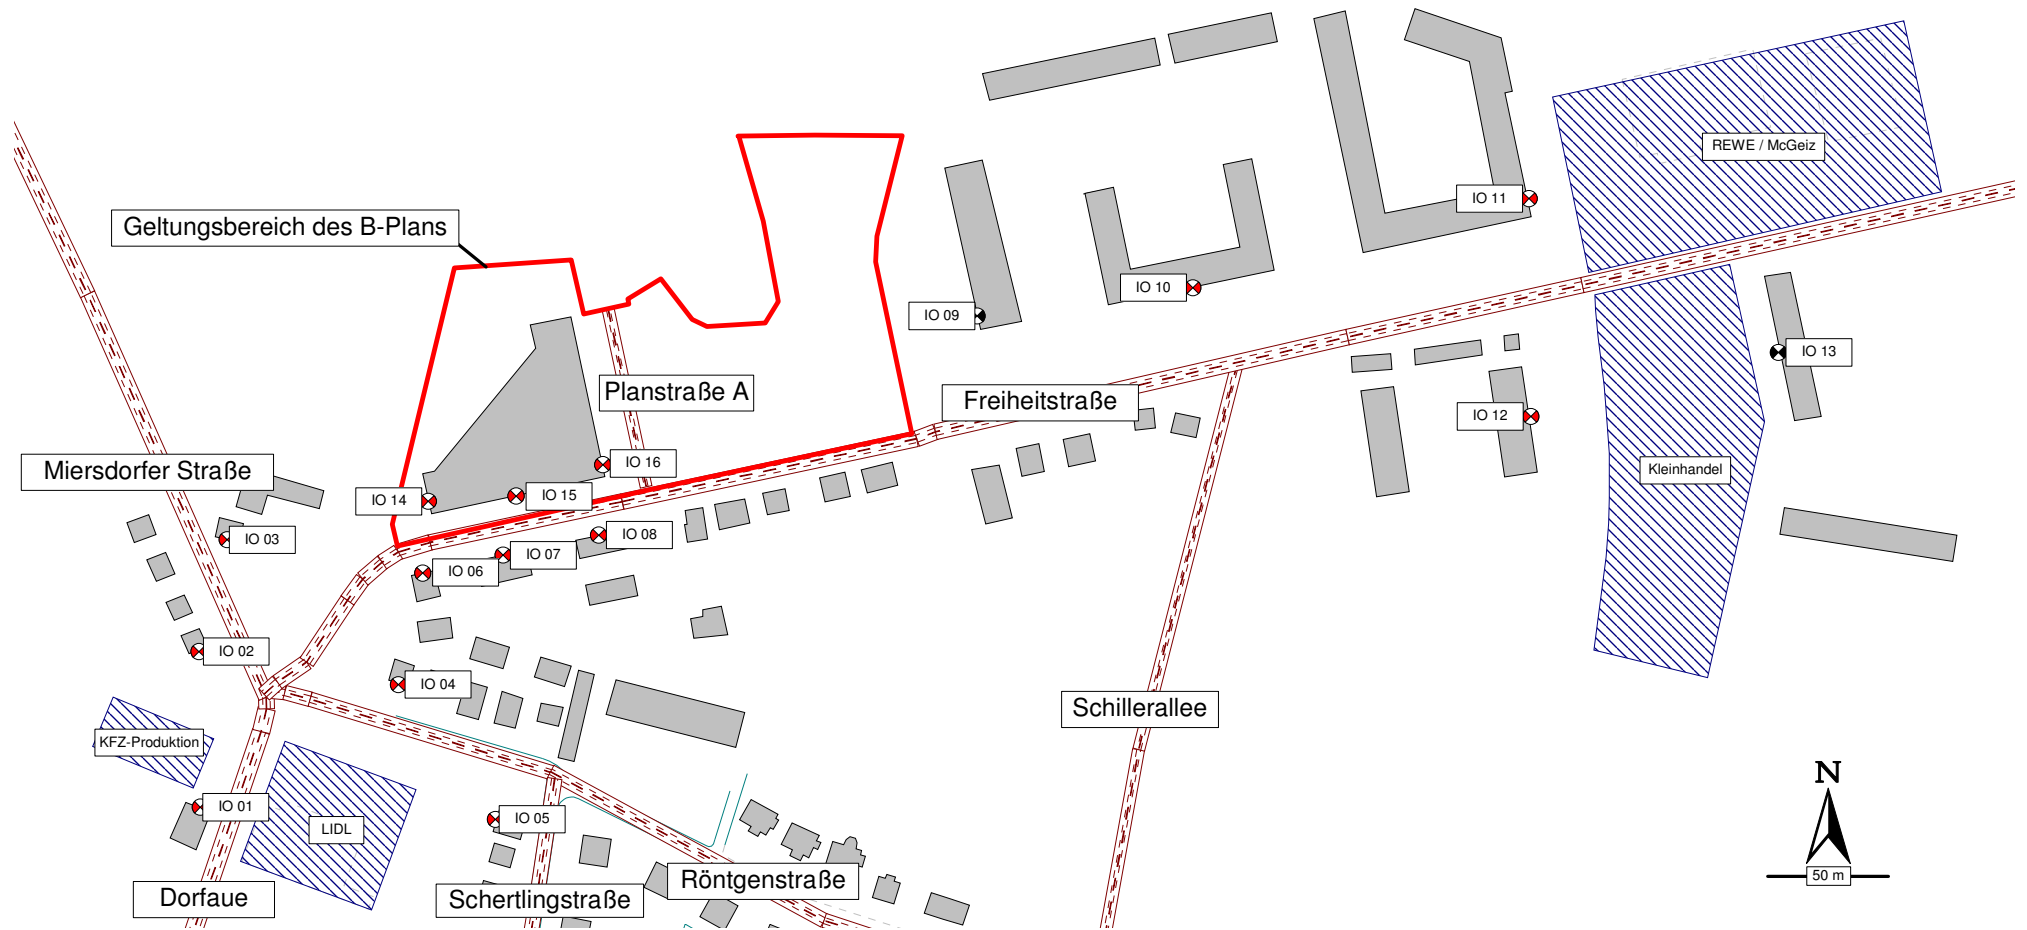 REWE / McGeiz
IO 11
Geltungsbereich des B-Plans
IO 10
IO 09
IO 13
Planstraße A
Freiheitstraße
IO 12
Miersdorfer Straße
IO 16
Kleinhandel
IO 14
IO 15
IO 03
IO 08
IO 07
IO 06
IO 02
IO 04
Schillerallee
KFZ-Produktion
N
IO 01
IO 05
LIDL
50 m
Röntgenstraße
Dorfaue
Schertlingstraße